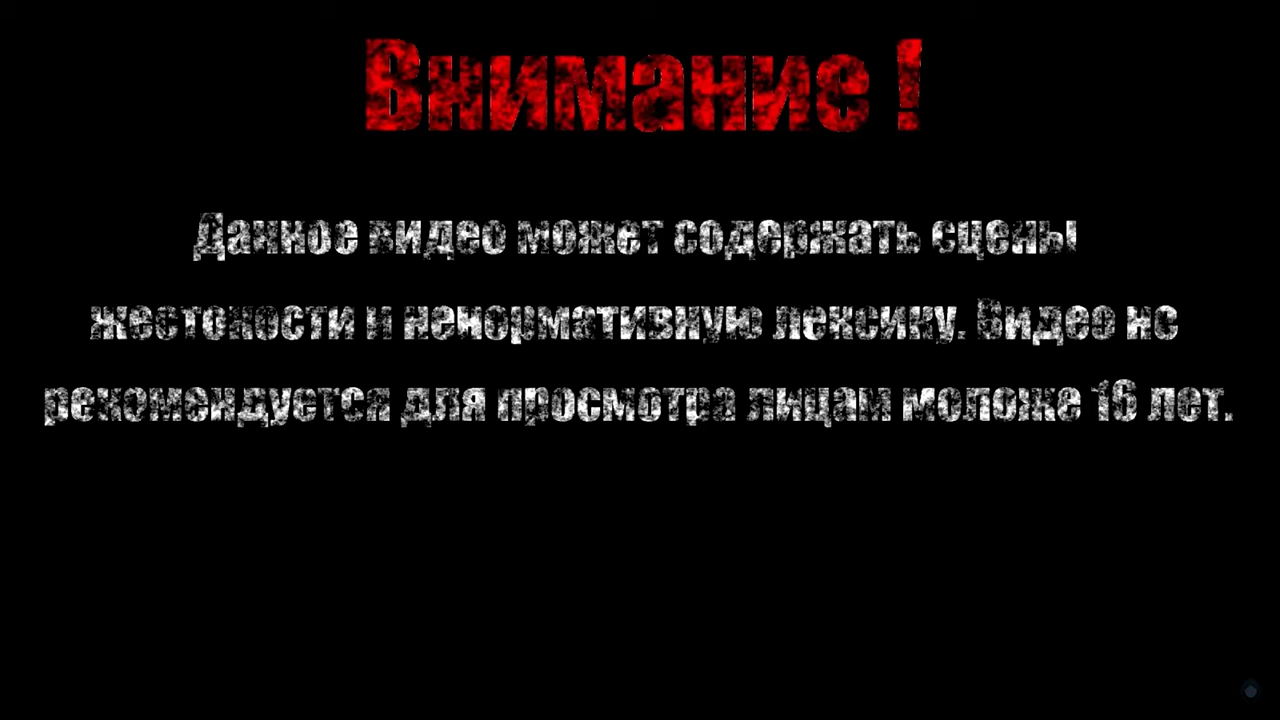 Внимание !
Данное видео может содержать сцены
жестокости и ненормативную лексику. Видео не
рекомендуется для просмотра лицам моложе 16 лет.